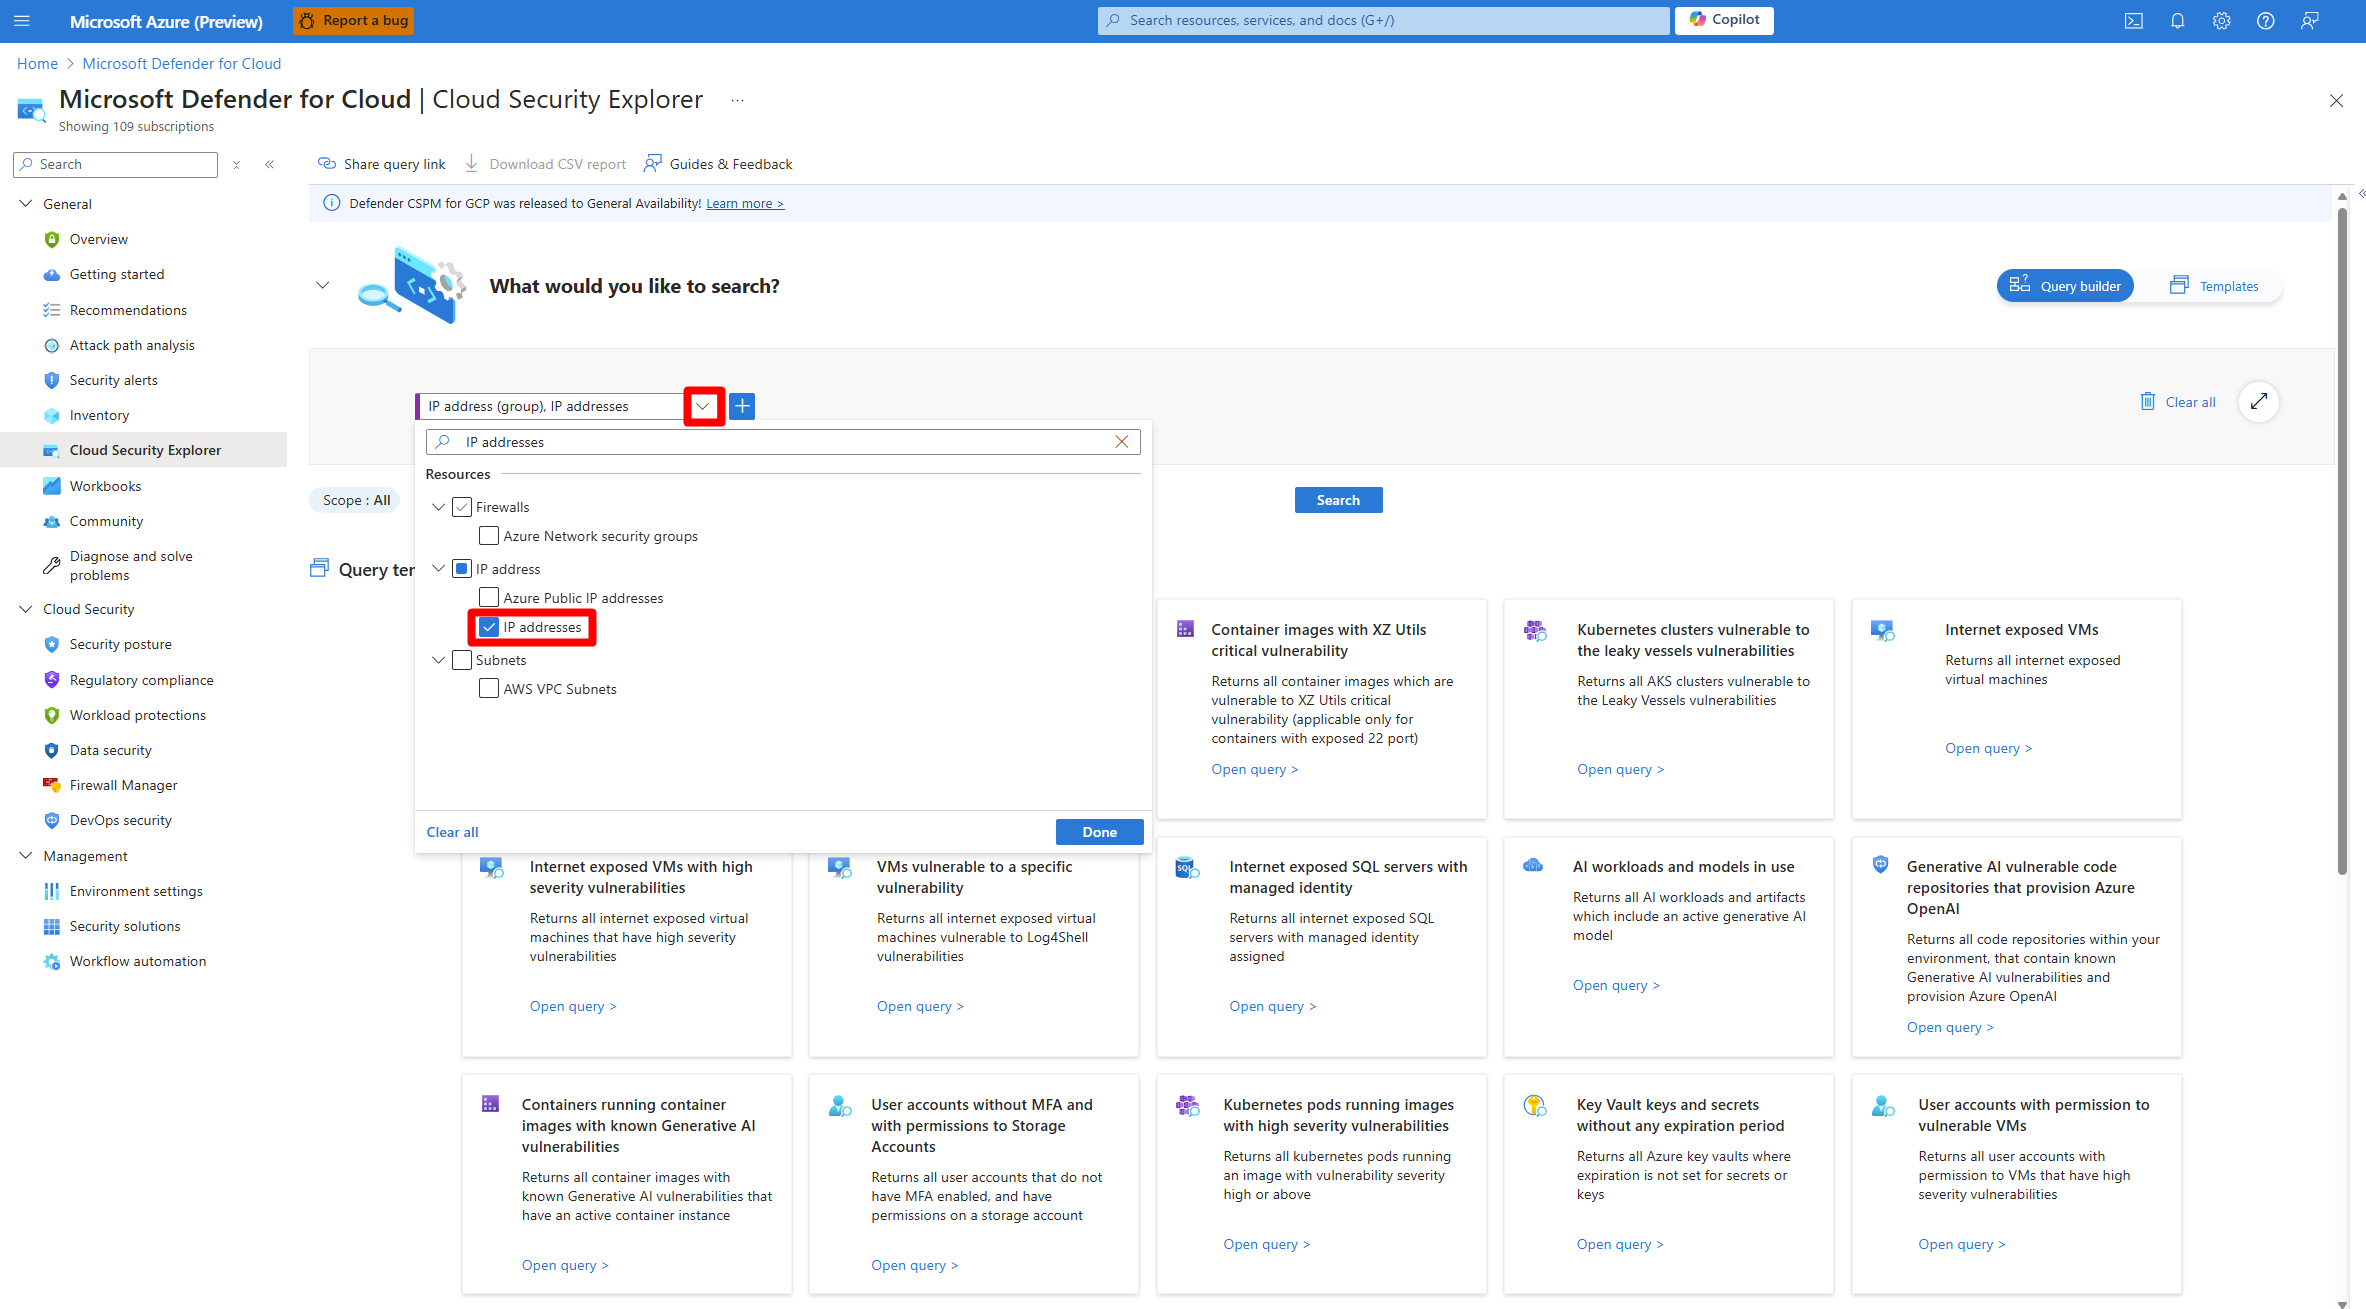 Microsoft Azure (Preview)
Report a bug
Search resources, services, and docs (G+/)
Copilot
Home > Microsoft Defender for Cloud
Microsoft Defender for Cloud | Cloud Security Explorer ...
Showing 109 subscriptions
Search
Share query link
Download CSV report
Guides & Feedback
General
Overview
Getting started
Recommendations
Attack path analysis
Security alerts
Inventory
Cloud Security Explorer
Workbooks
Community
Diagnose and solve
problems
Cloud Security
Security posture
Regulatory compliance
Workload protections
Data security
Firewall Manager
DevOps security
Management
Environment settings
Security solutions
Workflow automation
Defender CSPM for GCP was released to General Availability! Learn more >
What would you like to search?
Query builder
Templates
IP address (group), IP addresses
Clear all
IP addresses
Resources
Firewalls
Azure Network security groups
IP address
Azure Public IP addresses
IP addresses
Subnets
AWS VPC Subnets
Clear all
Done
Scope : All
Search
Query ter
Container images with XZ Utils
critical vulnerability
Returns all container images which are
vulnerable to XZ Utils critical
vulnerability (applicable only for
containers with exposed 22 port)
Open query >
Kubernetes clusters vulnerable to
the leaky vessels vulnerabilities
Returns all AKS clusters vulnerable to
the Leaky Vessels vulnerabilities
Open query >
Internet exposed VMs
Returns all internet exposed
virtual machines
Open query >
Internet exposed VMs with high
severity vulnerabilities
Returns all internet exposed virtual
machines that have high severity
vulnerabilities
Open query >
VMs vulnerable to a specific
vulnerability
Returns all internet exposed virtual
machines vulnerable to Log4Shell
vulnerabilities
Open query >
SQL
Internet exposed SQL servers with
managed identity
Returns all internet exposed SQL
servers with managed identity
assigned
Open query >
AI workloads and models in use
Returns all AI workloads and artifacts
which include an active generative AI
model
Open query >
Generative AI vulnerable code
repositories that provision Azure
OpenAI
Returns all code repositories within your
environment, that contain known
Generative AI vulnerabilities and
provision Azure OpenAI
Open query >
Containers running container
images with known Generative AI
vulnerabilities
Returns all container images with
known Generative AI vulnerabilities that
have an active container instance
Open query >
User accounts without MFA and
with permissions to Storage
Accounts
Returns all user accounts that do not
have MFA enabled, and have
permissions on a storage account
Open query >
Kubernetes pods running images
with high severity vulnerabilities
Returns all kubernetes pods running
an image with vulnerability severity
high or above
Open query >
Key Vault keys and secrets
without any expiration period
Returns all Azure key vaults where
expiration is not set for secrets or
keys
Open query >
User accounts with permission to
vulnerable VMs
Returns all user accounts with
permission to VMs that have high
severity vulnerabilities
Open query >